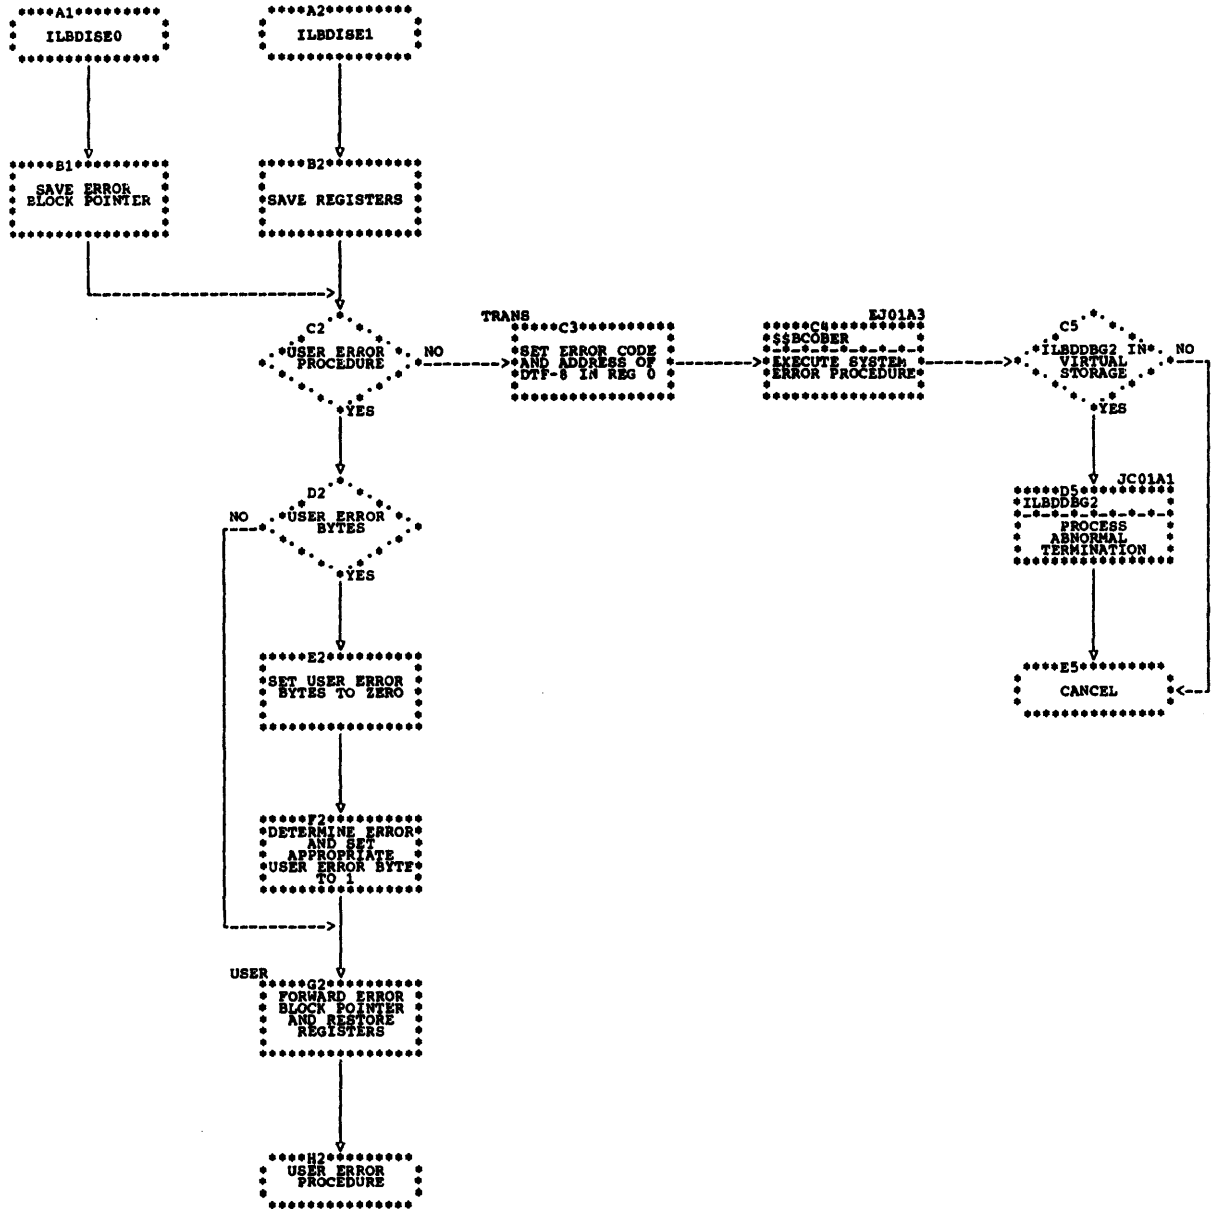 A1
ILBDISE0
A2
ILBDISE1
B1
SAVE ERROR
BLOCK POINTER
B2
SAVE REGISTERS
C2
USER ERROR
PROCEDURE
NO
YES
TRANS
C3
SET ERROR CODE
AND ADDRESS OF
DTF-8 IN REG 0
EJ01A3
C4
$$BCOBER
EXECUTE SYSTEM
ERROR PROCEDURE
C5
ILBDDBG2 IN
VIRTUAL
STORAGE
NO
YES
D2
USER ERROR
BYTES
NO
YES
JC01A1
D5
ILBDDBG2
PROCESS
ABNORMAL
TERMINATION
E2
SET USER ERROR
BYTES TO ZERO
E5
CANCEL
F2
DETERMINE ERROR
AND SET
APPROPRIATE
USER ERROR BYTE
TO 1
USER
G2
FORWARD ERROR
BLOCK POINTER
AND RESTORE
REGISTERS
H2
USER ERROR
PROCEDURE